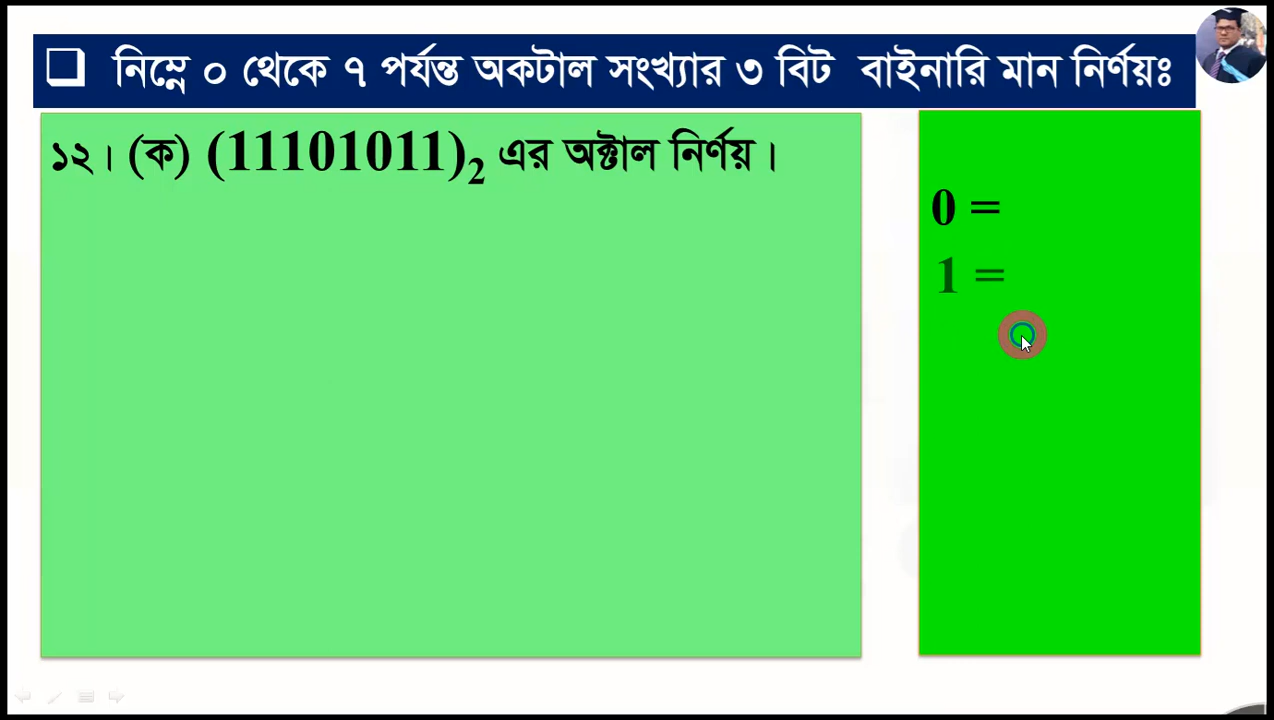 ❑ নিম্নে ০ থেকে ৭ পর্যন্ত অকটাল সংখ্যার ৩ বিট বাইনারি মান নির্ণয়ঃ
১২। (ক) (11101011)₂ এর অক্টাল নির্ণয়।
0 =
1 =